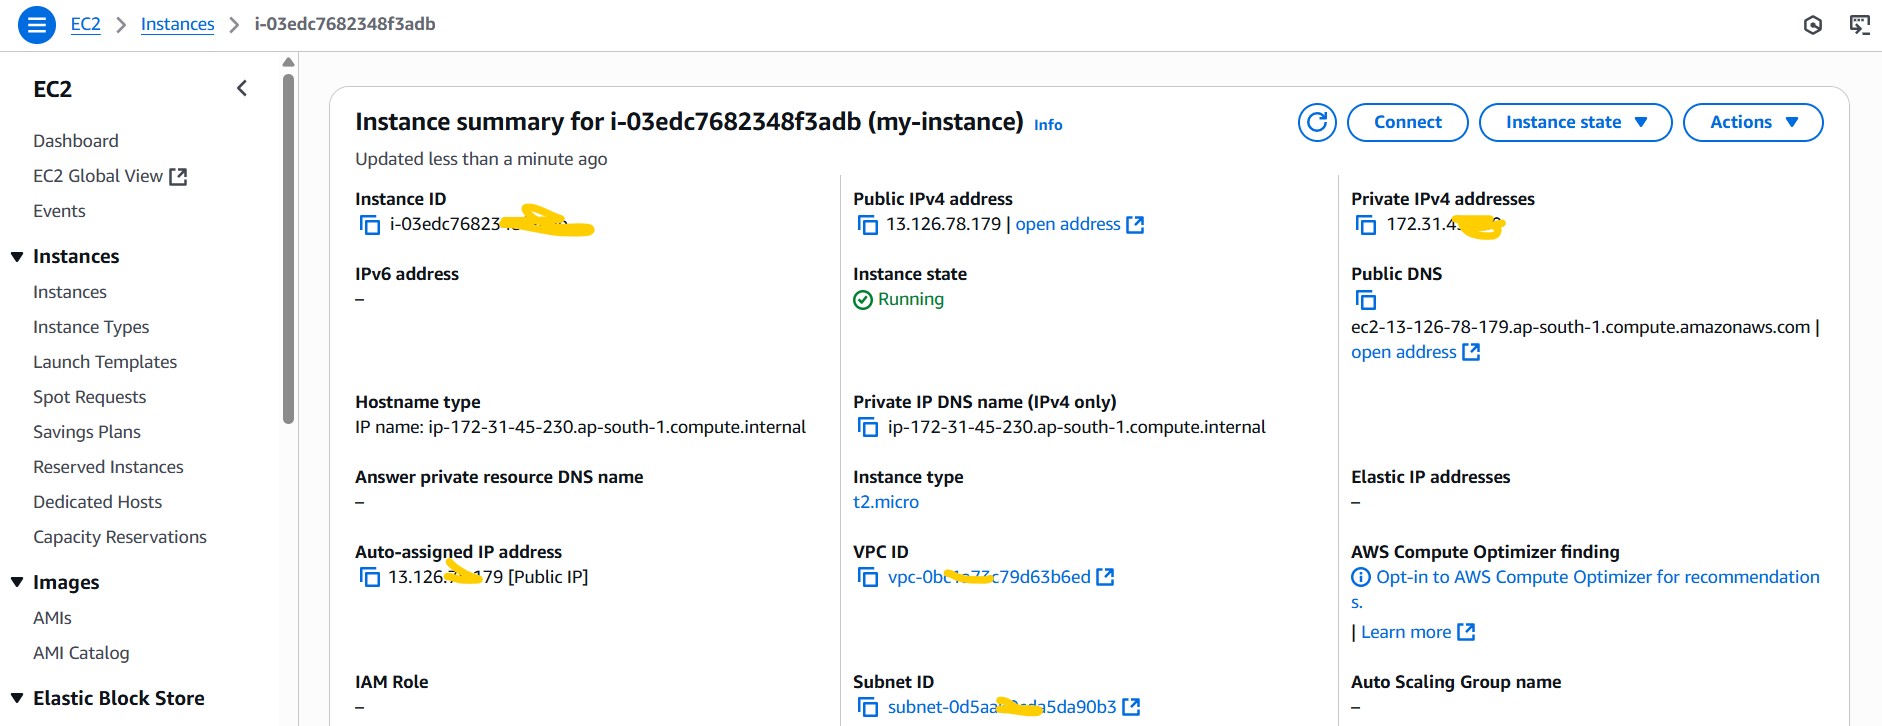 EC2 > Instances > i-03edc7682348f3adb
EC2
Dashboard
EC2 Global View
Events
Instances
Instances
Instance Types
Launch Templates
Spot Requests
Savings Plans
Reserved Instances
Dedicated Hosts
Capacity Reservations
Images
AMIs
AMI Catalog
Elastic Block Store
Instance summary for i-03edc7682348f3adb (my-instance) Info
Connect
Instance state
Actions
Updated less than a minute ago
Instance ID
i-03edc76823
Public IPv4 address
13.126.78.179 | open address
Private IPv4 addresses
172.31.4
IPv6 address
–
Instance state
Running
Public DNS
ec2-13-126-78-179.ap-south-1.compute.amazonaws.com |
open address
Hostname type
IP name: ip-172-31-45-230.ap-south-1.compute.internal
Private IP DNS name (IPv4 only)
ip-172-31-45-230.ap-south-1.compute.internal
Answer private resource DNS name
–
Instance type
t2.micro
Elastic IP addresses
–
Auto-assigned IP address
13.126. 179 [Public IP]
VPC ID
vpc-0bc c79d63b6ed
AWS Compute Optimizer finding
Opt-in to AWS Compute Optimizer for recommendation
s.
| Learn more
IAM Role
–
Subnet ID
subnet-0d5aa a5da90b3
Auto Scaling Group name
–